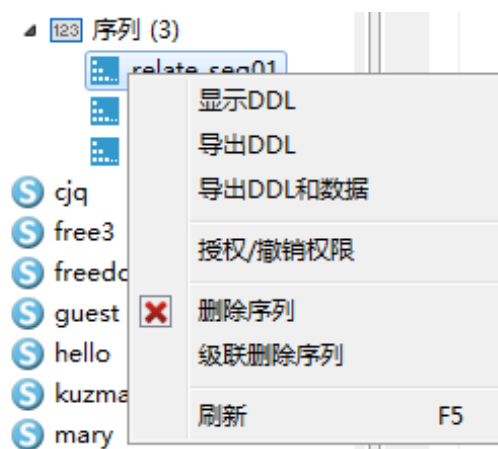 123 序列 (3)
relate_seq01
显示DDL
导出DDL
导出DDL和数据
授权/撤销权限
删除序列
级联删除序列
刷新 F5
cjq
free3
freedo
guest
hello
kuzma
mary